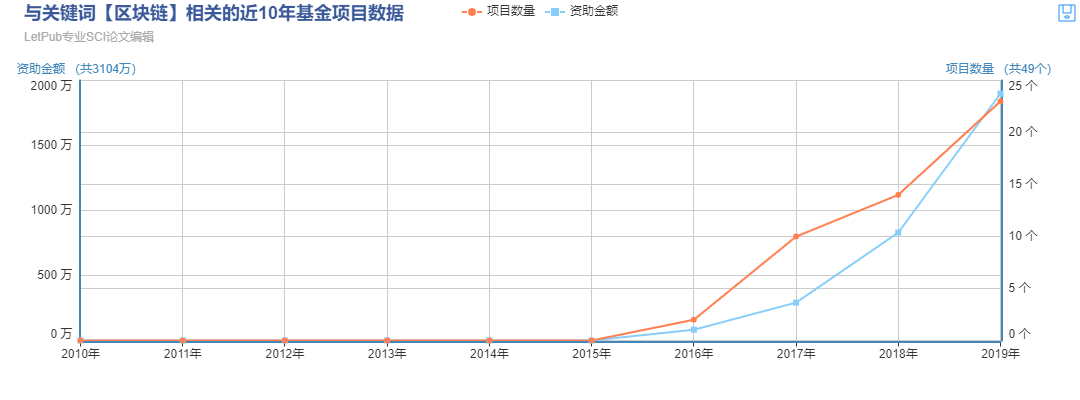 与关键词【区块链】相关的近10年基金项目数据
项目数量 资助金额
LetPub专业SCI论文编辑
资助金额 (共3104万) 项目数量 (共49个)
2000 万 25 个
1500 万 20 个
15 个
1000 万 10 个
500 万 5 个
0 万 0 个
2010年 2011年 2012年 2013年 2014年 2015年 2016年 2017年 2018年 2019年